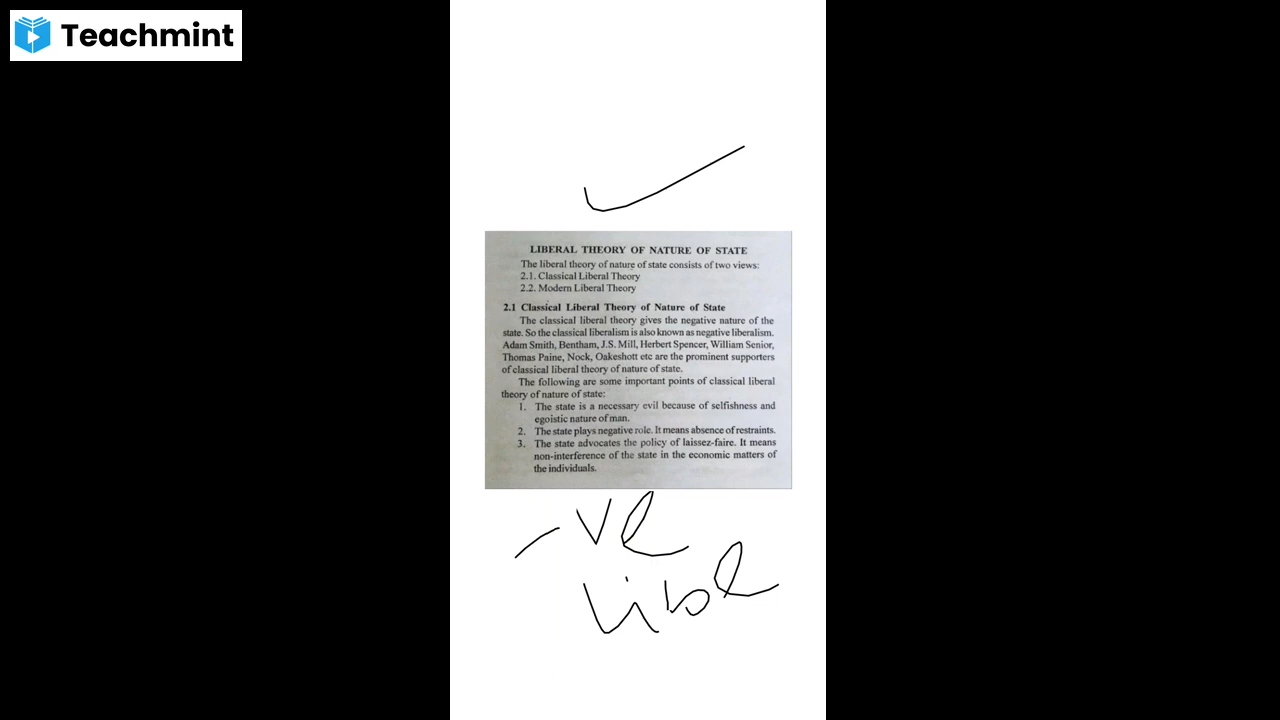 Teachmint
LIBERAL THEORY OF NATURE OF STATE
The liberal theory of nature of state consists of two views:
2.1. Classical Liberal Theory
2.2. Modern Liberal Theory
2.1 Classical Liberal Theory of Nature of State
The classical liberal theory gives the negative nature of the
state. So the classical liberalism is also known as negative liberalism.
Adam Smith, Bentham, J.S. Mill, Herbert Spencer, William Senior,
Thomas Paine, Nock, Oakeshott etc are the prominent supporters
of classical liberal theory of nature of state.
The following are some important points of classical liberal
theory of nature of state:
1. The state is a necessary evil because of selfishness and
egoistic nature of man.
2. The state plays negative role. It means absence of restraints.
3. The state advocates the policy of laissez-faire. It means
non-interference of the state in the economic matters of
the individuals.
-ve
Libe